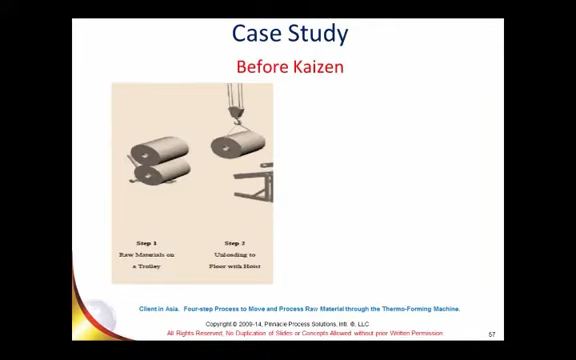 Case Study
Before Kaizen
Step 1
Raw Materials on
a Trolley
Step 2
Unloading to
Floor with Hoist
Client in Asia. Four-step Process to Move and Process Raw Material through the Thermo-Forming Machine.
Copyright © 2009-14, Pinnacle Process Solutions, Intl. ®, LLC
All Rights Reserved, No Duplication of Slides or Concepts Allowed without prior Written Permission
57